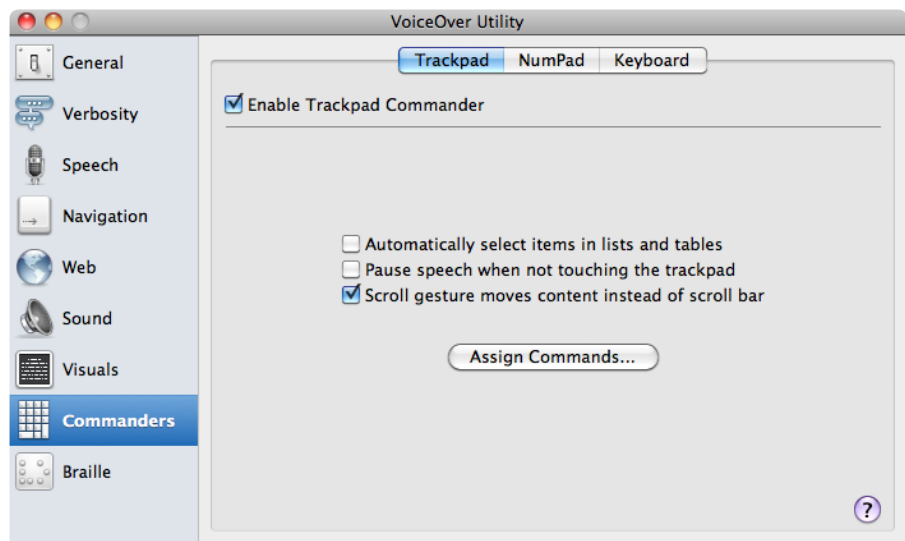 VoiceOver Utility
General
Verbosity
Speech
Navigation
Web
Sound
Visuals
Commanders
Braille
Trackpad NumPad Keyboard
Enable Trackpad Commander
Automatically select items in lists and tables
Pause speech when not touching the trackpad
Scroll gesture moves content instead of scroll bar
Assign Commands...
?